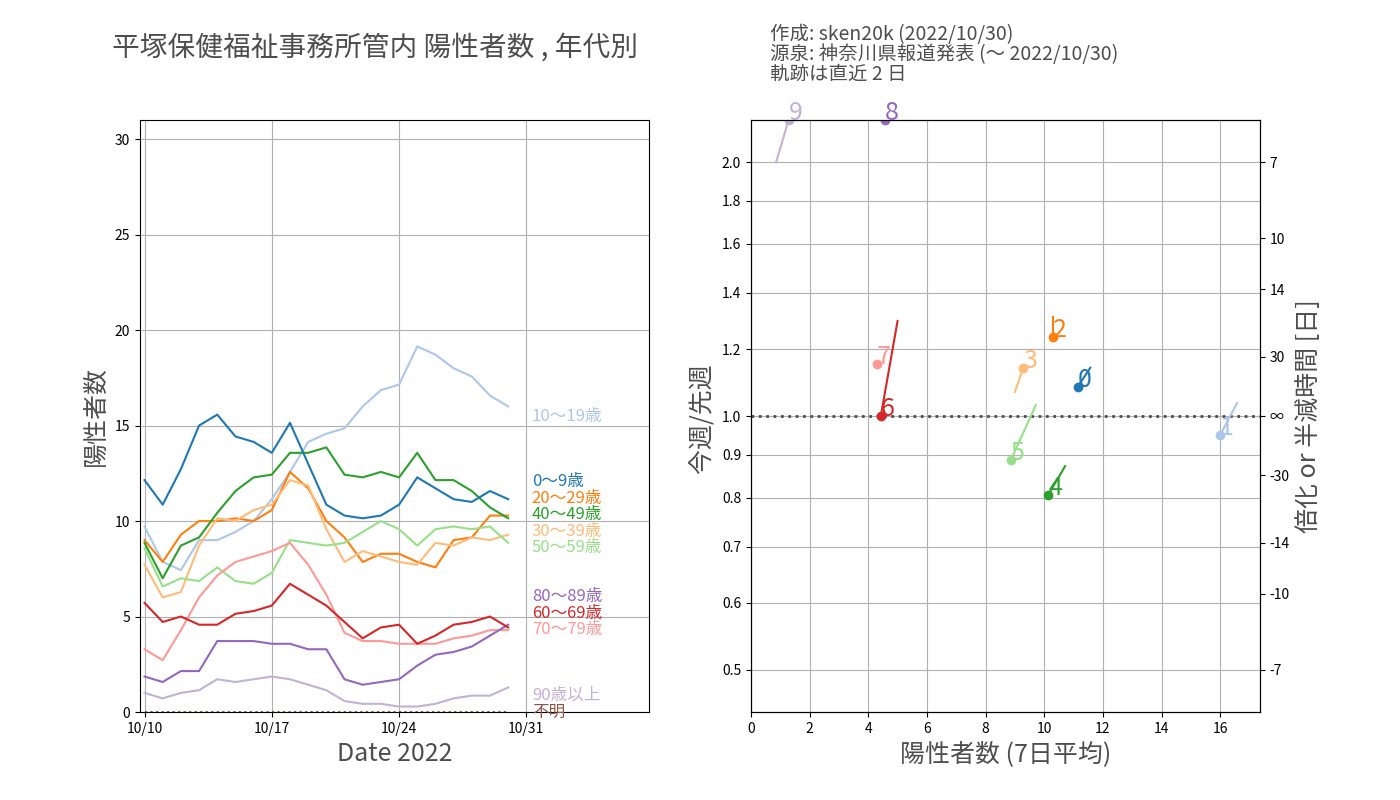 平塚保健福祉事務所管内 陽性者数 , 年代別
作成: sken20k (2022/10/30)
源泉: 神奈川県報道発表 (〜 2022/10/30)
軌跡は直近 2 日
陽性者数
30
25
20
15
10
5
0
10/10
10/17
10/24
10/31
Date 2022
10〜19歳
0〜9歳
20〜29歳
40〜49歳
30〜39歳
50〜59歳
80〜89歳
60〜69歳
70〜79歳
90歳以上
不明
今週/先週
2.0
1.8
1.6
1.4
1.2
1.0
0.9
0.8
0.7
0.6
0.5
9
8
2
7
3
0
6
1
5
4
0
2
4
6
8
10
12
14
16
陽性者数 (7日平均)
7
10
14
30
∞
-30
-14
-10
-7
倍化 or 半減時間 [日]